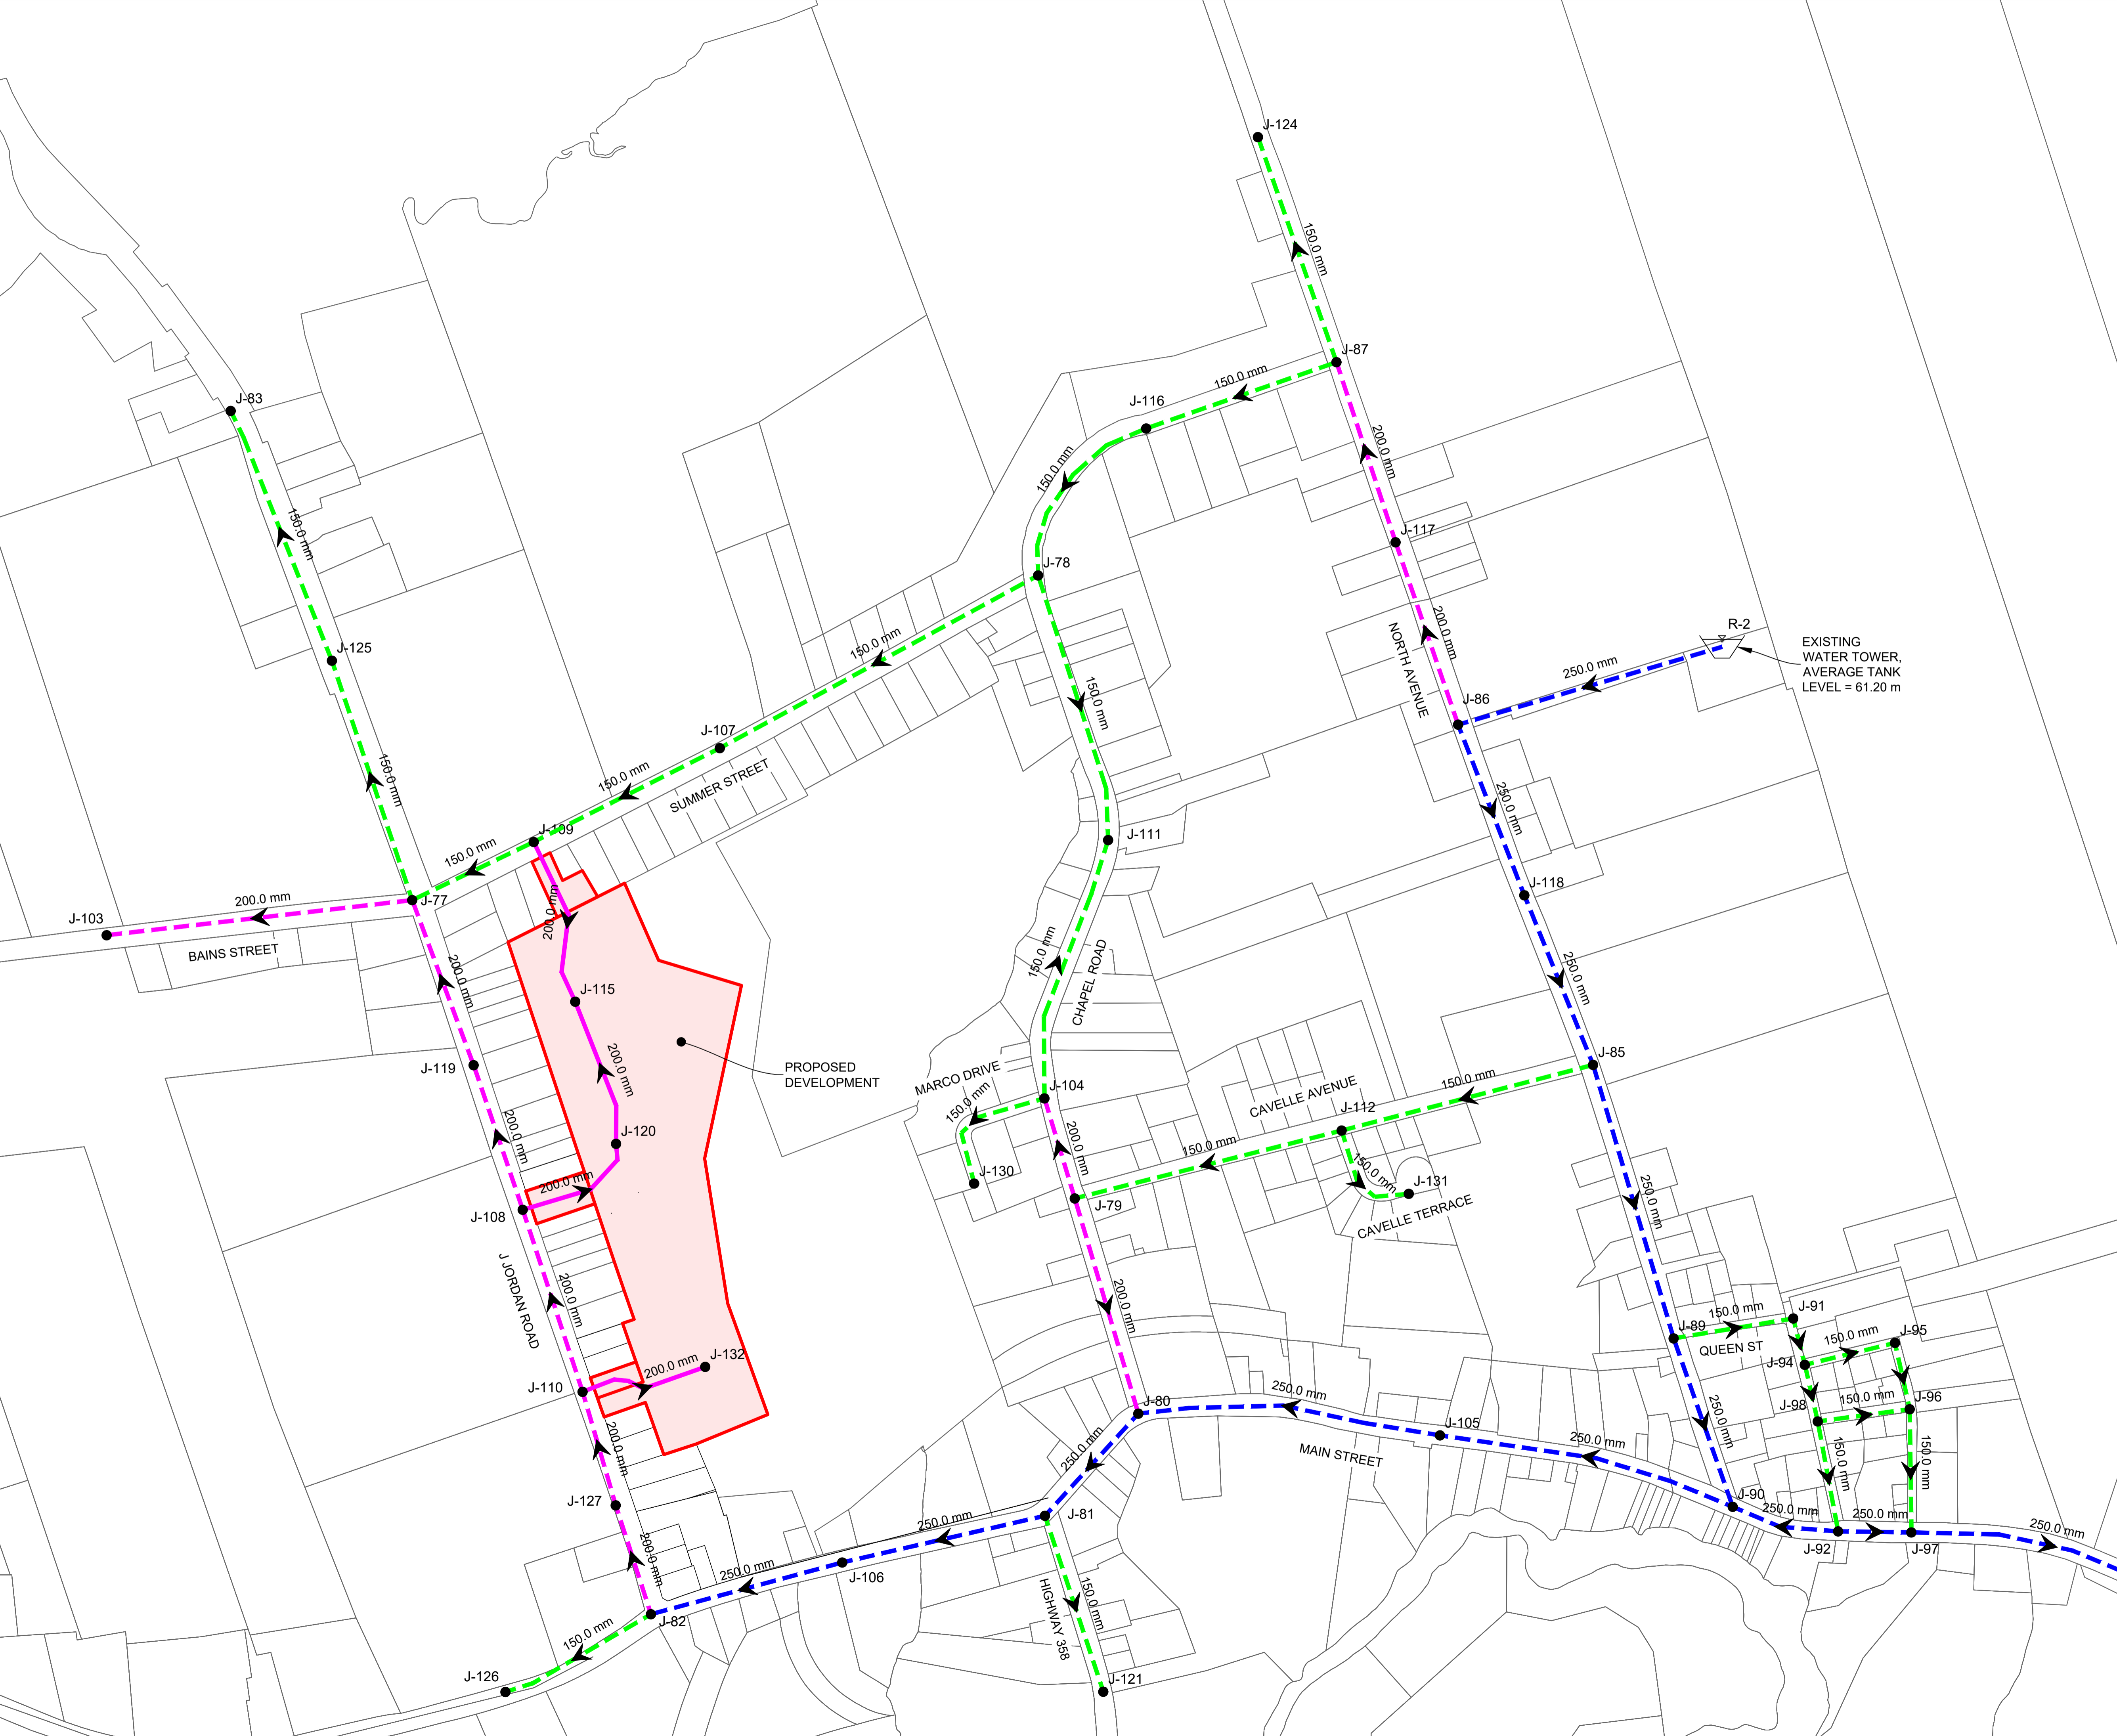 J-124
150.0 mm
J-87
150.0 mm
J-83
J-116
200.0 mm
150.0 mm
150.0 mm
J-117
J-78
200.0 mm
R-2
NORTH AVENUE
EXISTING
WATER TOWER,
AVERAGE TANK
LEVEL = 61.20 m
150.0 mm
250.0 mm
J-125
150.0 mm
J-86
J-107
150.0 mm
150.0 mm
SUMMER STREET
250.0 mm
J-109
J-111
150.0 mm
J-118
200.0 mm
J-77
J-103
200.0 mm
BAINS STREET
150.0 mm
CHAPEL ROAD
250.0 mm
200.0 mm
J-115
J-119
200.0 mm
PROPOSED
DEVELOPMENT
J-85
MARCO DRIVE
150.0 mm
J-104
150.0 mm
CAVELLE AVENUE
J-112
200.0 mm
J-120
200.0 mm
150.0 mm
150.0 mm
J-130
J-131
200.0 mm
J-79
CAVELLE TERRACE
250.0 mm
J-108
J JORDAN ROAD
200.0 mm
200.0 mm
J-91
150.0 mm
J-89
QUEEN ST
150.0 mm
J-95
J-94
J-132
200.0 mm
J-110
250.0 mm
J-80
250.0 mm
150.0 mm
J-96
J-98
J-105
MAIN STREET
250.0 mm
200.0 mm
250.0 mm
150.0 mm
150.0 mm
J-127
J-90
250.0 mm
250.0 mm
J-81
250.0 mm
250.0 mm
J-92
J-97
200.0 mm
250.0 mm
J-106
HIGHWAY 358
150.0 mm
J-82
150.0 mm
J-126
J-121